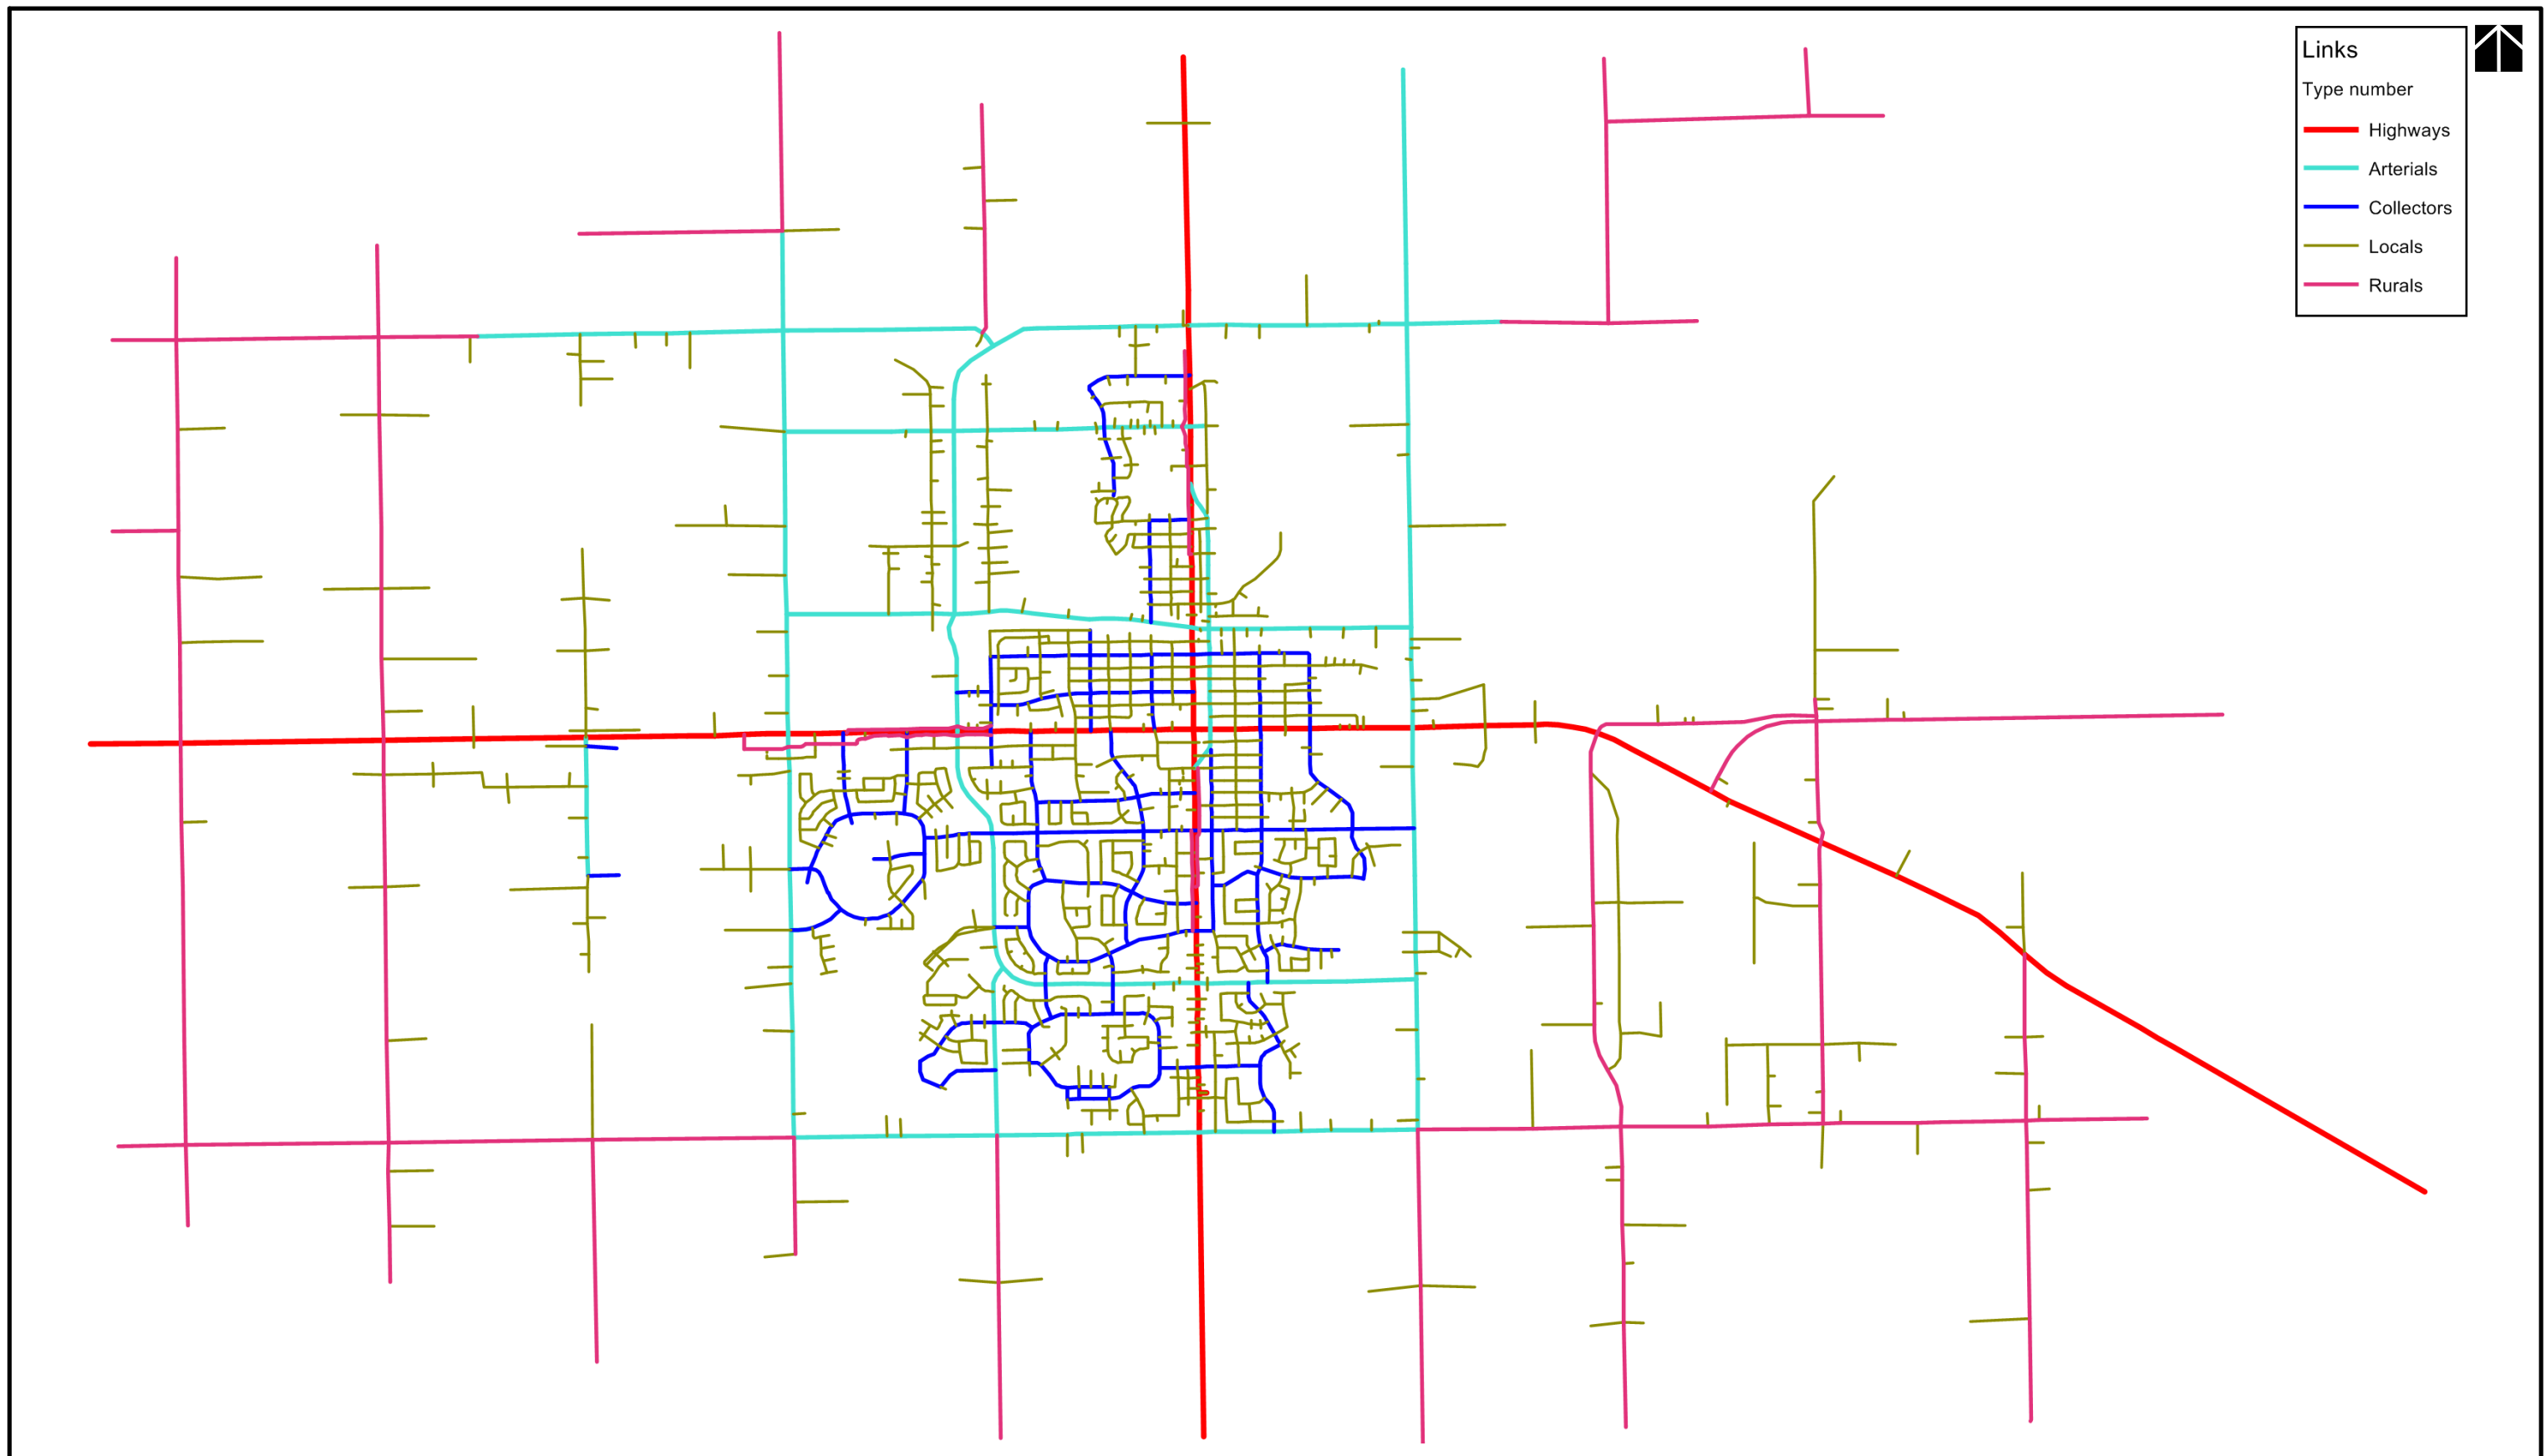 Links
Type number
Highways
Arterials
Collectors
Locals
Rurals